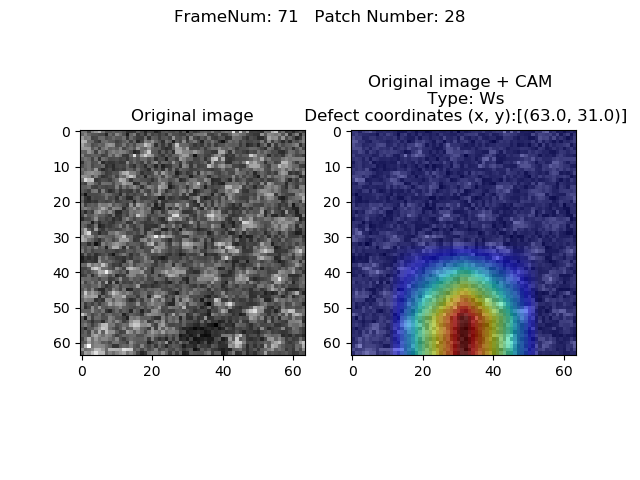 FrameNum: 71   Patch Number: 28
Original image
Original image + CAM
Type: Ws
Defect coordinates (x, y):[(63.0, 31.0)]
0
10
20
30
40
50
60
0 20 40 60
0
10
20
30
40
50
60
0 20 40 60